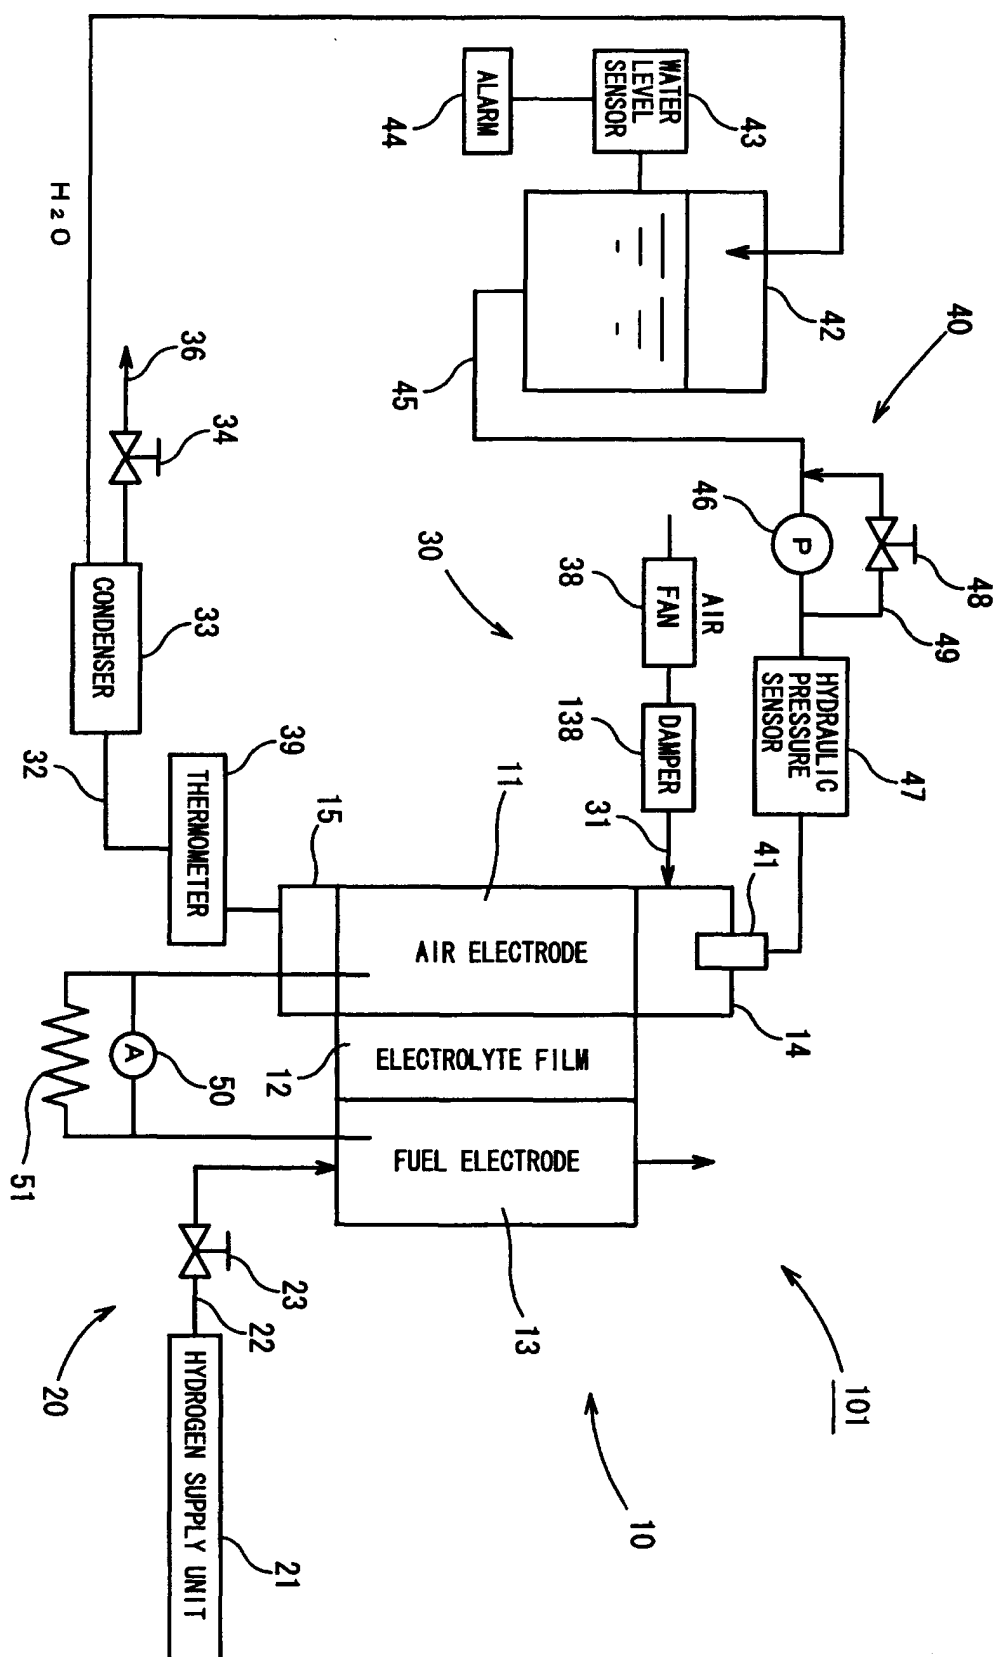 WATER
LEVEL
SENSOR
43
ALARM
44
H₂O
42
45
40
36
34
46
P
48
49
30
38
FAN
AIR
CONDENSER
33
HYDRAULIC
PRESSURE
SENSOR
47
138
DAMPER
31
32
39
THERMOMETER
15
11
41
14
AIR ELECTRODE
A
50
51
12
ELECTROLYTE FILM
FUEL ELECTRODE
13
23
22
20
HYDROGEN SUPPLY UNIT
21
101
10